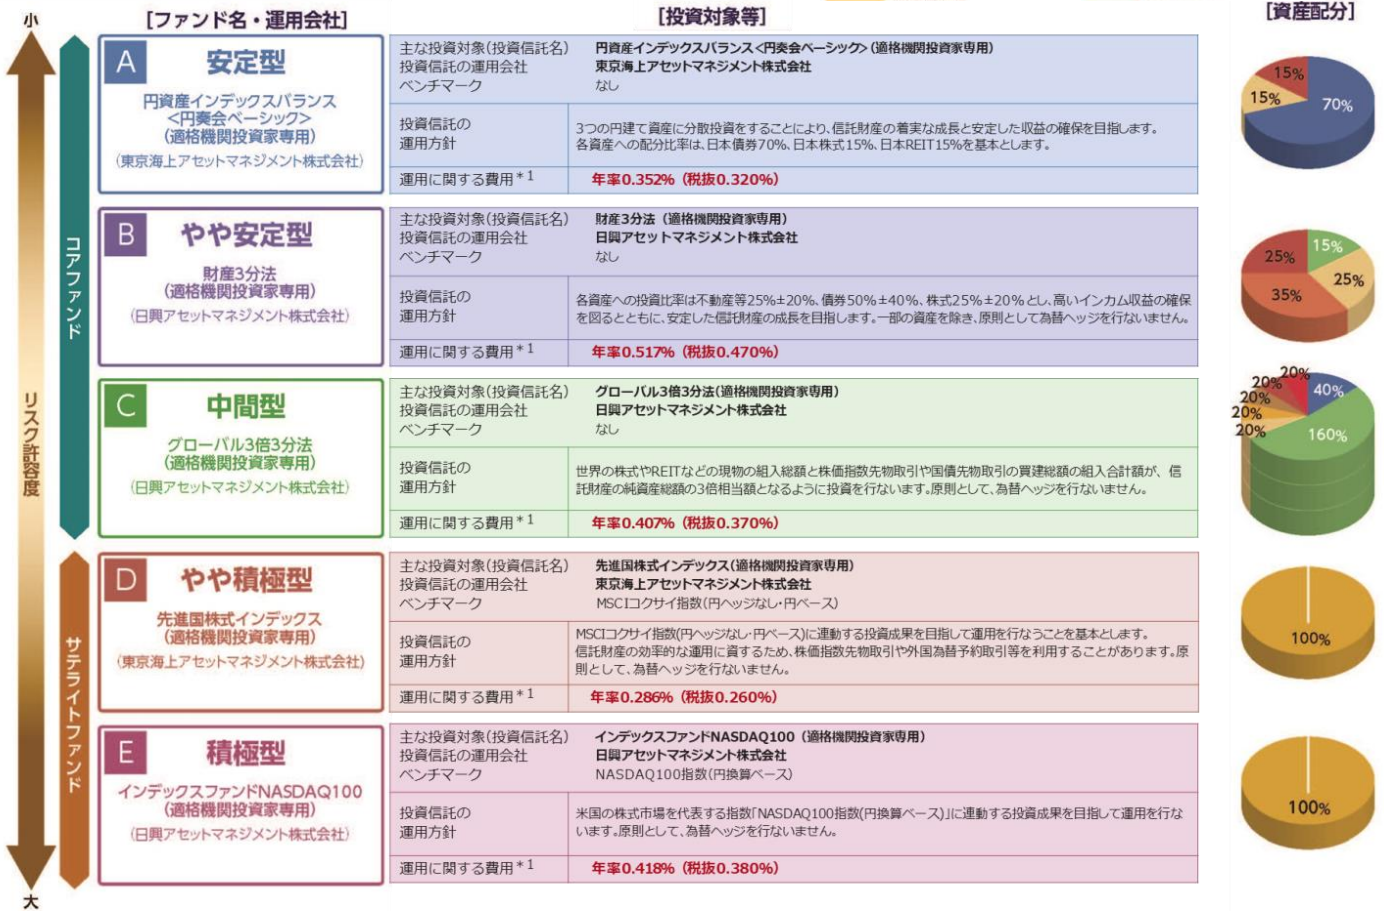 小
[ファンド名・運用会社]
[投資対象等]
[資産配分]
リスク許容度
大
コアファンド
A
安定型
円資産インデックスバランス
<円奏会ベーシック>
(適格機関投資家専用)
(東京海上アセットマネジメント株式会社)
主な投資対象(投資信託名) 円資産インデックスバランス<円奏会ベーシック>(適格機関投資家専用)
投資信託の運用会社 東京海上アセットマネジメント株式会社
ベンチマーク なし
投資信託の
運用方針
3つの円建て資産に分散投資をすることにより、信託財産の着実な成長と安定した収益の確保を目指します。
各資産への配分比率は、日本債券70%、日本株式15%、日本REIT15%を基本とします。
運用に関する費用*1 年率0.352% (税抜0.320%)
15%
15%
70%
B
やや安定型
財産3分法
(適格機関投資家専用)
(日興アセットマネジメント株式会社)
主な投資対象(投資信託名) 財産3分法 (適格機関投資家専用)
投資信託の運用会社 日興アセットマネジメント株式会社
ベンチマーク なし
投資信託の
運用方針
各資産への投資比率は不動産等25%±20%、債券50%±40%、株式25%±20%とし、高いインカム収益の確保
を図るとともに、安定した信託財産の成長を目指します。一部の資産を除き、原則として為替ヘッジを行ないません。
運用に関する費用*1 年率0.517% (税抜0.470%)
25%
15%
25%
35%
C
中間型
グローバル3倍3分法
(適格機関投資家専用)
(日興アセットマネジメント株式会社)
主な投資対象(投資信託名) グローバル3倍3分法(適格機関投資家専用)
投資信託の運用会社 日興アセットマネジメント株式会社
ベンチマーク なし
投資信託の
運用方針
世界の株式やREITなどの現物の組入総額と株価指数先物取引や国債先物取引の買建総額の組入合計額が、信
託財産の純資産総額の3倍相当額となるように投資を行ないます。原則として、為替ヘッジを行ないません。
運用に関する費用*1 年率0.407% (税抜0.370%)
20%
20%
20%
20%
20%
40%
160%
サテライトファンド
D
やや積極型
先進国株式インデックス
(適格機関投資家専用)
(東京海上アセットマネジメント株式会社)
主な投資対象(投資信託名) 先進国株式インデックス(適格機関投資家専用)
投資信託の運用会社 東京海上アセットマネジメント株式会社
ベンチマーク MSCIコクサイ指数(円ヘッジなし・円ベース)
投資信託の
運用方針
MSCIコクサイ指数(円ヘッジなし・円ベース)に連動する投資成果を目指して運用を行なうことを基本とします。
信託財産の効率的な運用に資するため、株価指数先物取引や外国為替予約取引等を利用することがあります。原
則として、為替ヘッジを行ないません。
運用に関する費用*1 年率0.286% (税抜0.260%)
100%
E
積極型
インデックスファンドNASDAQ100
(適格機関投資家専用)
(日興アセットマネジメント株式会社)
主な投資対象(投資信託名) インデックスファンドNASDAQ100 (適格機関投資家専用)
投資信託の運用会社 日興アセットマネジメント株式会社
ベンチマーク NASDAQ100指数(円換算ベース)
投資信託の
運用方針
米国の株式市場を代表する指数「NASDAQ100指数(円換算ベース)」に連動する投資成果を目指して運用を行な
います。原則として、為替ヘッジを行ないません。
運用に関する費用*1 年率0.418% (税抜0.380%)
100%